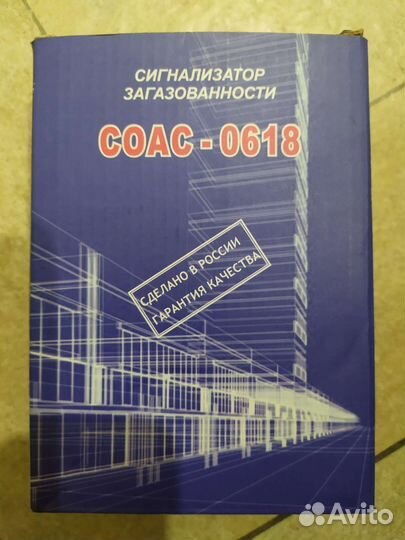 СИГНАЛИЗАТОР
ЗАГАЗОВАННОСТИ
СОАС - 0618
СДЕЛАНО В РОССИИ
ГАРАНТИЯ КАЧЕСТВА
Avito